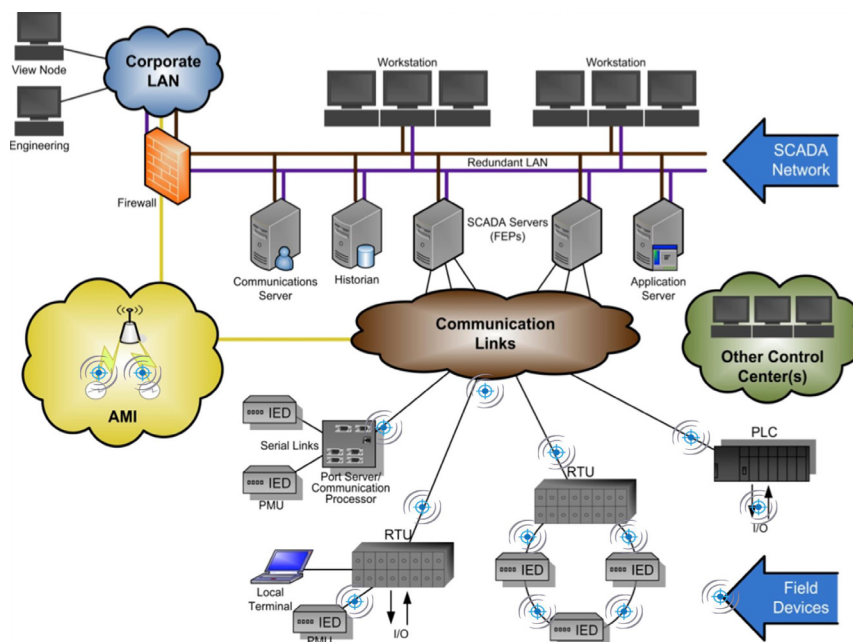 View Node
Corporate
LAN
Engineering
Firewall
Workstation
Workstation
Redundant LAN
SCADA
Network
Communications
Server
Historian
SCADA Servers
(FEPs)
Application
Server
Communication
Links
Other Control
Center(s)
AMI
IED
Serial Links
IED
PMU
Port Server/
Communication
Processor
RTU
Local
Terminal
IED
PMU
I/O
RTU
IED
IED
IED
PLC
I/O
Field
Devices